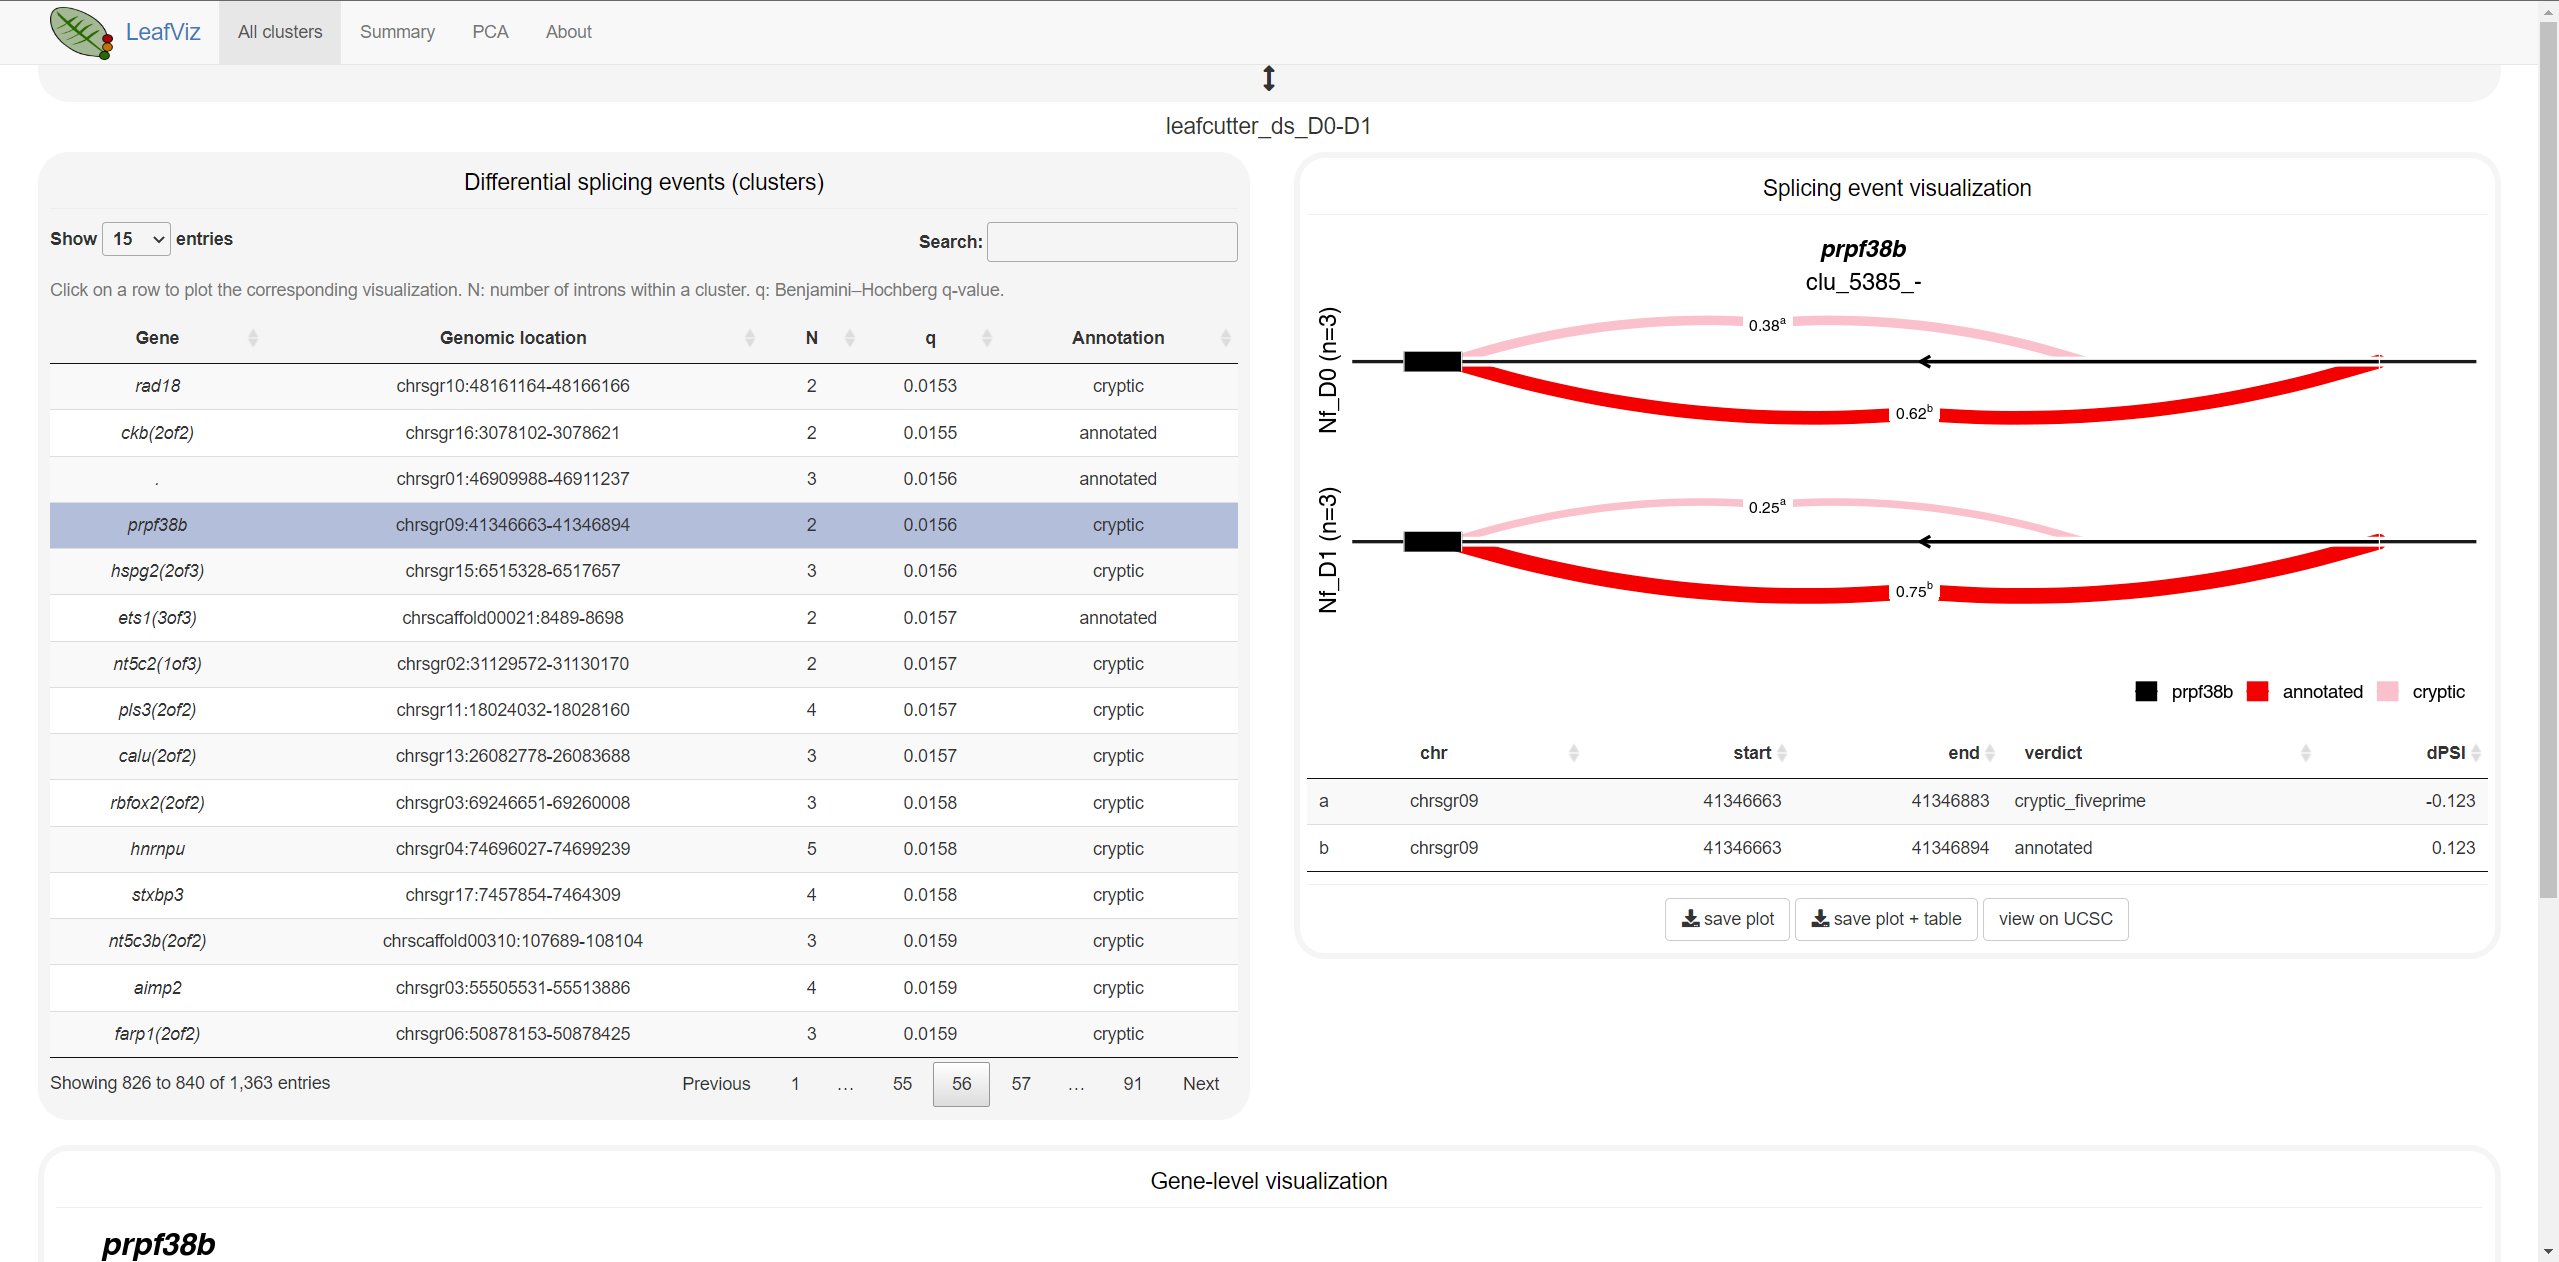 LeafViz All clusters Summary PCA About
leafcutter_ds_D0-D1
Differential splicing events (clusters)
Show 15 entries Search:
Click on a row to plot the corresponding visualization. N: number of introns within a cluster. q: Benjamini–Hochberg q-value.
Gene Genomic location N q Annotation
rad18 chrsgr10:48161164-48166166 2 0.0153 cryptic
ckb(2of2) chrsgr16:3078102-3078621 2 0.0155 annotated
. chrsgr01:46909988-46911237 3 0.0156 annotated
prpf38b chrsgr09:41346663-41346894 2 0.0156 cryptic
hspg2(2of3) chrsgr15:6515328-6517657 3 0.0156 cryptic
ets1(3of3) chrscaffold00021:8489-8698 2 0.0157 annotated
nt5c2(1of3) chrsgr02:31129572-31130170 2 0.0157 cryptic
pls3(2of2) chrsgr11:18024032-18028160 4 0.0157 cryptic
calu(2of2) chrsgr13:26082778-26083688 3 0.0157 cryptic
rbfox2(2of2) chrsgr03:69246651-69260008 3 0.0158 cryptic
hnrnpu chrsgr04:74696027-74699239 5 0.0158 cryptic
stxbp3 chrsgr17:7457854-7464309 4 0.0158 cryptic
nt5c3b(2of2) chrscaffold00310:107689-108104 3 0.0159 cryptic
aimp2 chrsgr03:55505531-55513886 4 0.0159 cryptic
farp1(2of2) chrsgr06:50878153-50878425 3 0.0159 cryptic
Showing 826 to 840 of 1,363 entries Previous 1 … 55 56 57 … 91 Next
Splicing event visualization
prpf38b
clu_5385_-
Nf_D0 (n=3)
0.38a
0.62b
Nf_D1 (n=3)
0.25a
0.75b
prpf38b annotated cryptic
chr start end verdict dPSI
a chrsgr09 41346663 41346883 cryptic_fiveprime -0.123
b chrsgr09 41346663 41346894 annotated 0.123
save plot save plot + table view on UCSC
Gene-level visualization
prpf38b